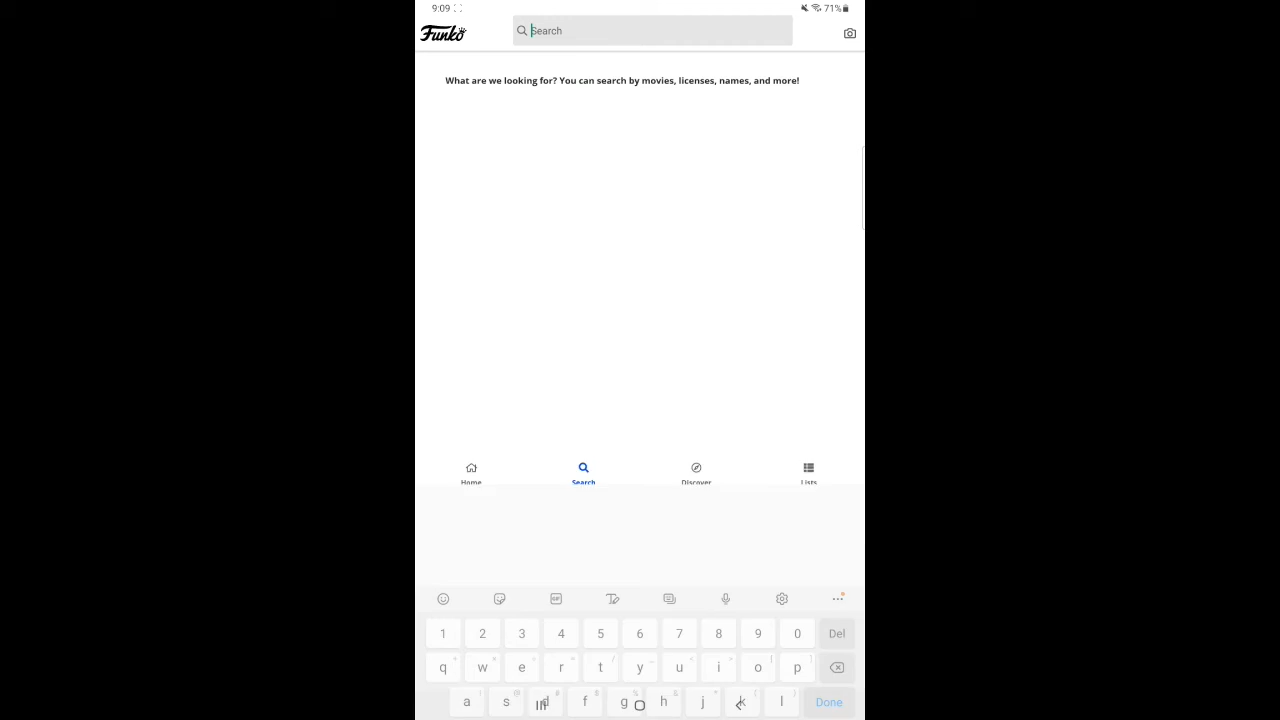 9:09
71%
Funko
Search
What are we looking for? You can search by movies, licenses, names, and more!
Home
Search
Discover
Lists
GIF
1 2 3 4 5 6 7 8 9 0 Del
q w e r t y u i o p
a s d f g h j k l Done